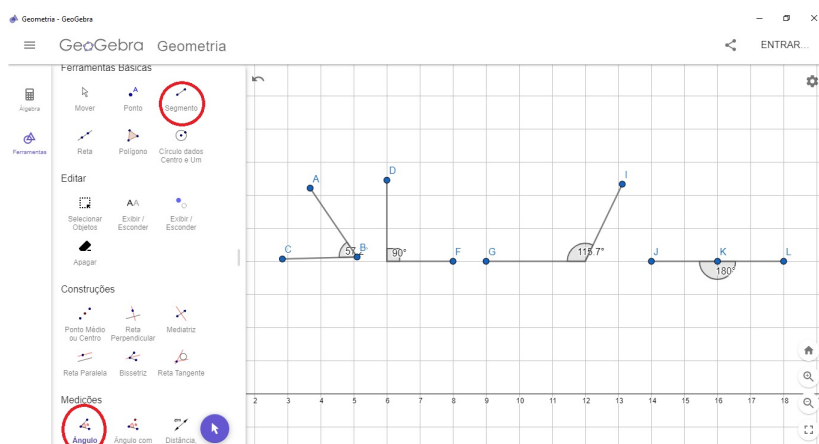 Geometria - GeoGebra
GeoGebra Geometria
ENTRAR...
Álgebra
Ferramentas
Ferramentas Básicas
Mover
Ponto
Segmento
Reta
Polígono
Círculo dados
Centro e Um
Editar
Selecionar
Objetos
AA
Exibir /
Esconder
Exibir /
Esconder
Apagar
Construções
Ponto Médio
ou Centro
Reta
Perpendicular
Mediatriz
Reta Paralela
Bissetriz
Reta Tangente
Medições
Ângulo
Ângulo com
Distância,
A
D
I
C
B
F
G
J
K
L
90°
115.7°
180°
2 3 4 5 6 7 8 9 10 11 12 13 14 15 16 17 18